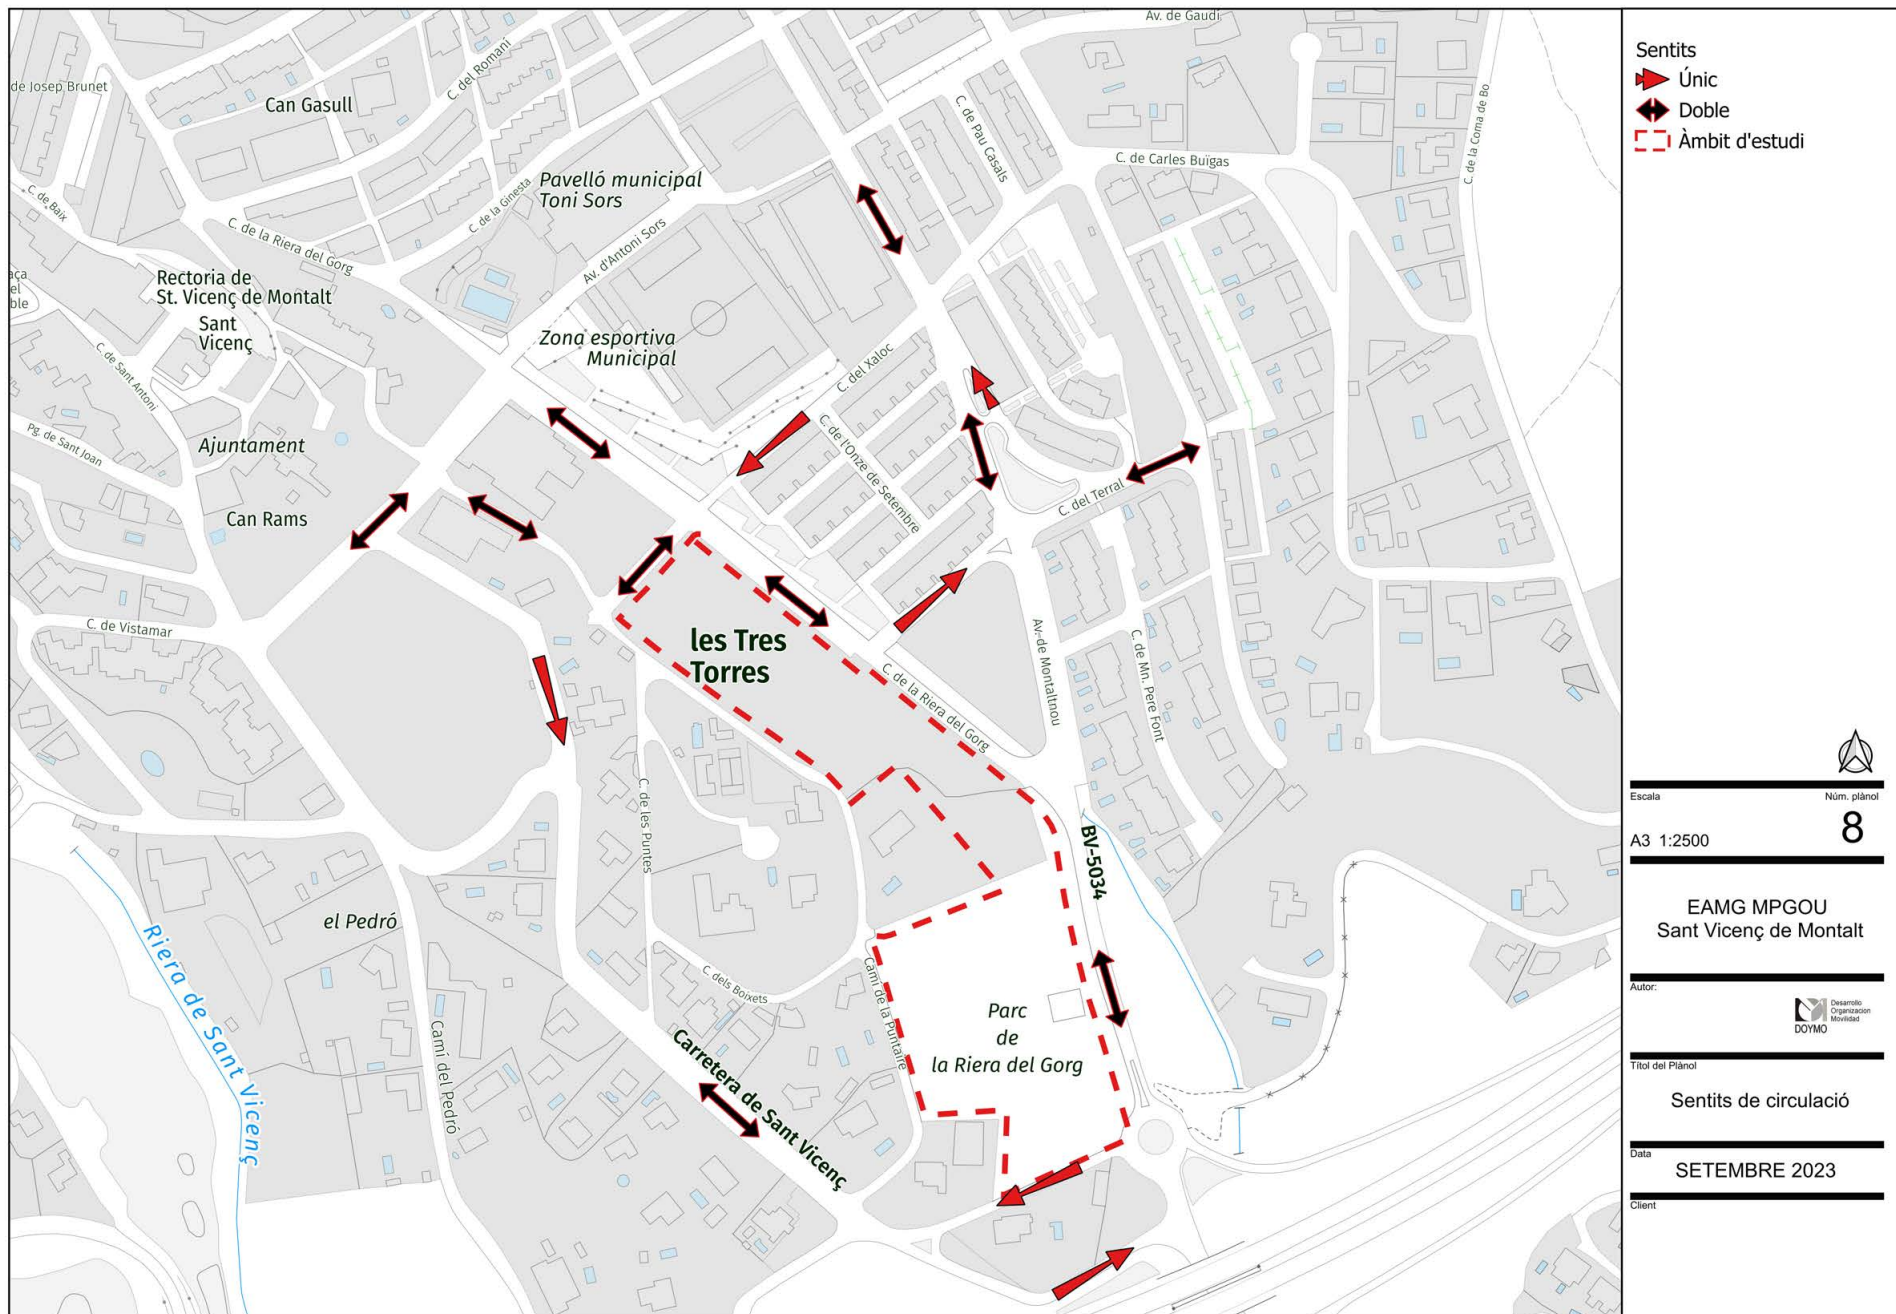 Av. de Gaudí
C. del Romaní
de Josep Brunet
Can Gasull
C. de Pau Casals
C. de la Coma de Bo
C. de Carles Buïgas
Pavelló municipal
Toni Sors
C. de la Ginesta
C. de Baix
C. de la Riera del Gorg
Av. d'Antoni Sors
Rectoria de
St. Vicenç de Montalt
aça
el
ble
Sant
Vicenç
Zona esportiva
Municipal
C. del Xaloc
C. de Sant Antoni
Pg. de Sant Joan
Ajuntament
C. de l'Onze de Setembre
C. del Terral
Can Rams
C. de Vistamar
les Tres
Torres
C. de la Riera del Gorg
Av. de Montaltnou
C. de Mn. Pere Font
C. de les Puntes
BV-5034
el Pedró
Riera de Sant Vicenç
C. dels Boixets
Camí de la Puntaire
Camí del Pedró
Carretera de Sant Vicenç
Parc
de
la Riera del Gorg
Sentits
Únic
Doble
Àmbit d'estudi
Escala
Núm. plànol
A3 1:2500
8
EAMG MPGOU
Sant Vicenç de Montalt
Autor:
Desarrollo
Organizacion
Movilidad
DOYMO
Títol del Plànol
Sentits de circulació
Data
SETEMBRE 2023
Client